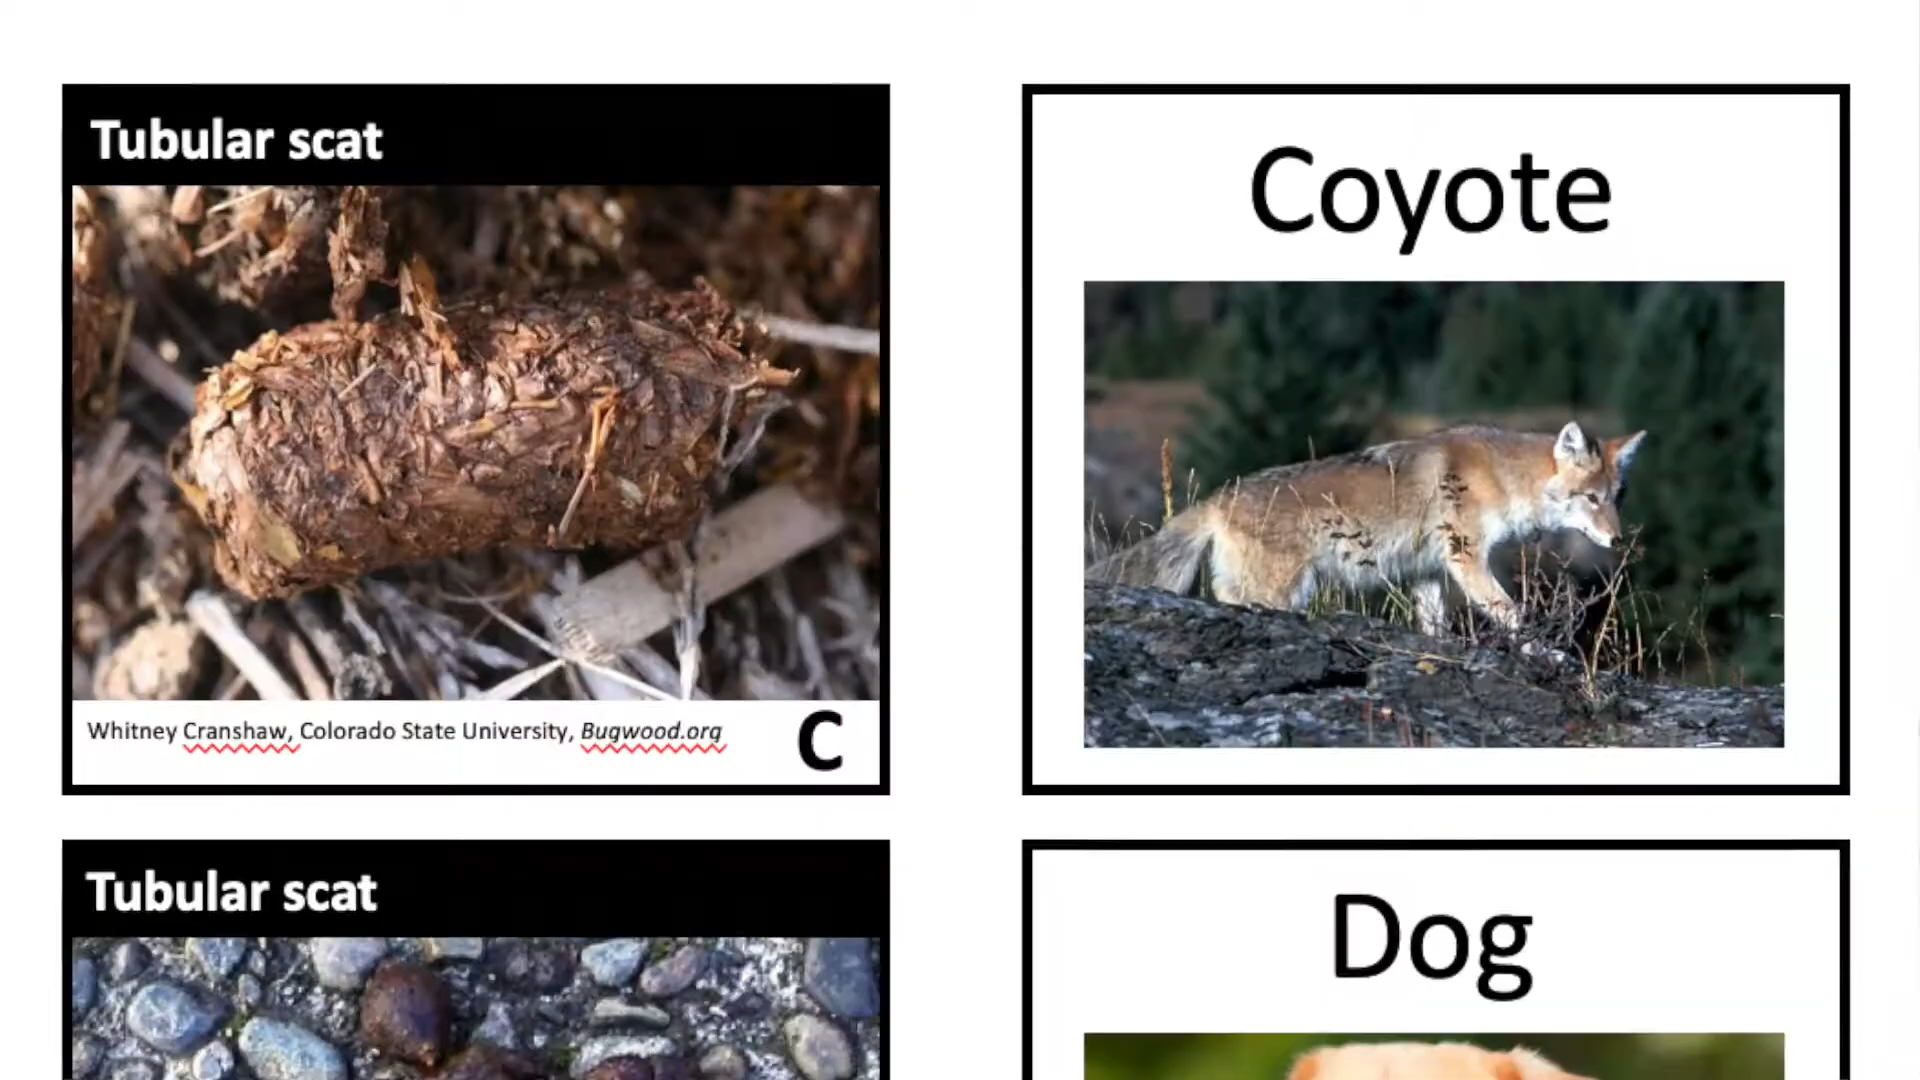 Tubular scat
Whitney Cranshaw, Colorado State University, Bugwood.org
C
Coyote
Tubular scat
Dog